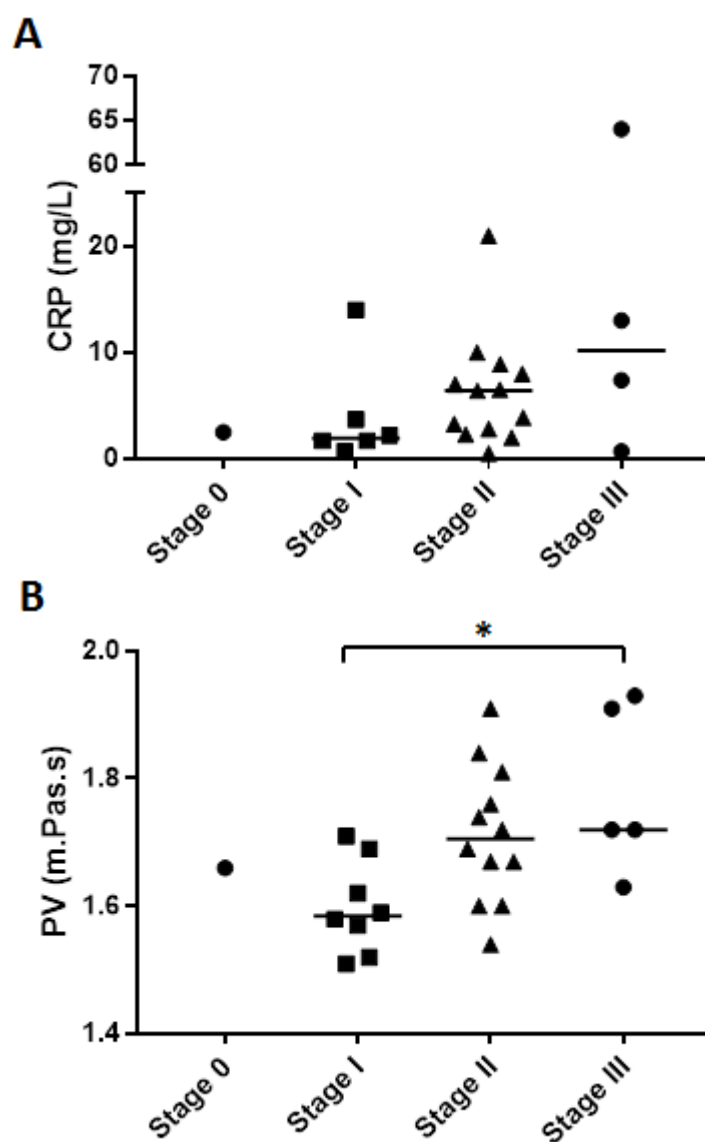 A
70
65
60
20
10
0
CRP (mg/L)
Stage 0
Stage I
Stage II
Stage III
B
*
2.0
1.8
1.6
1.4
PV (m.Pas.s)
Stage 0
Stage I
Stage II
Stage III